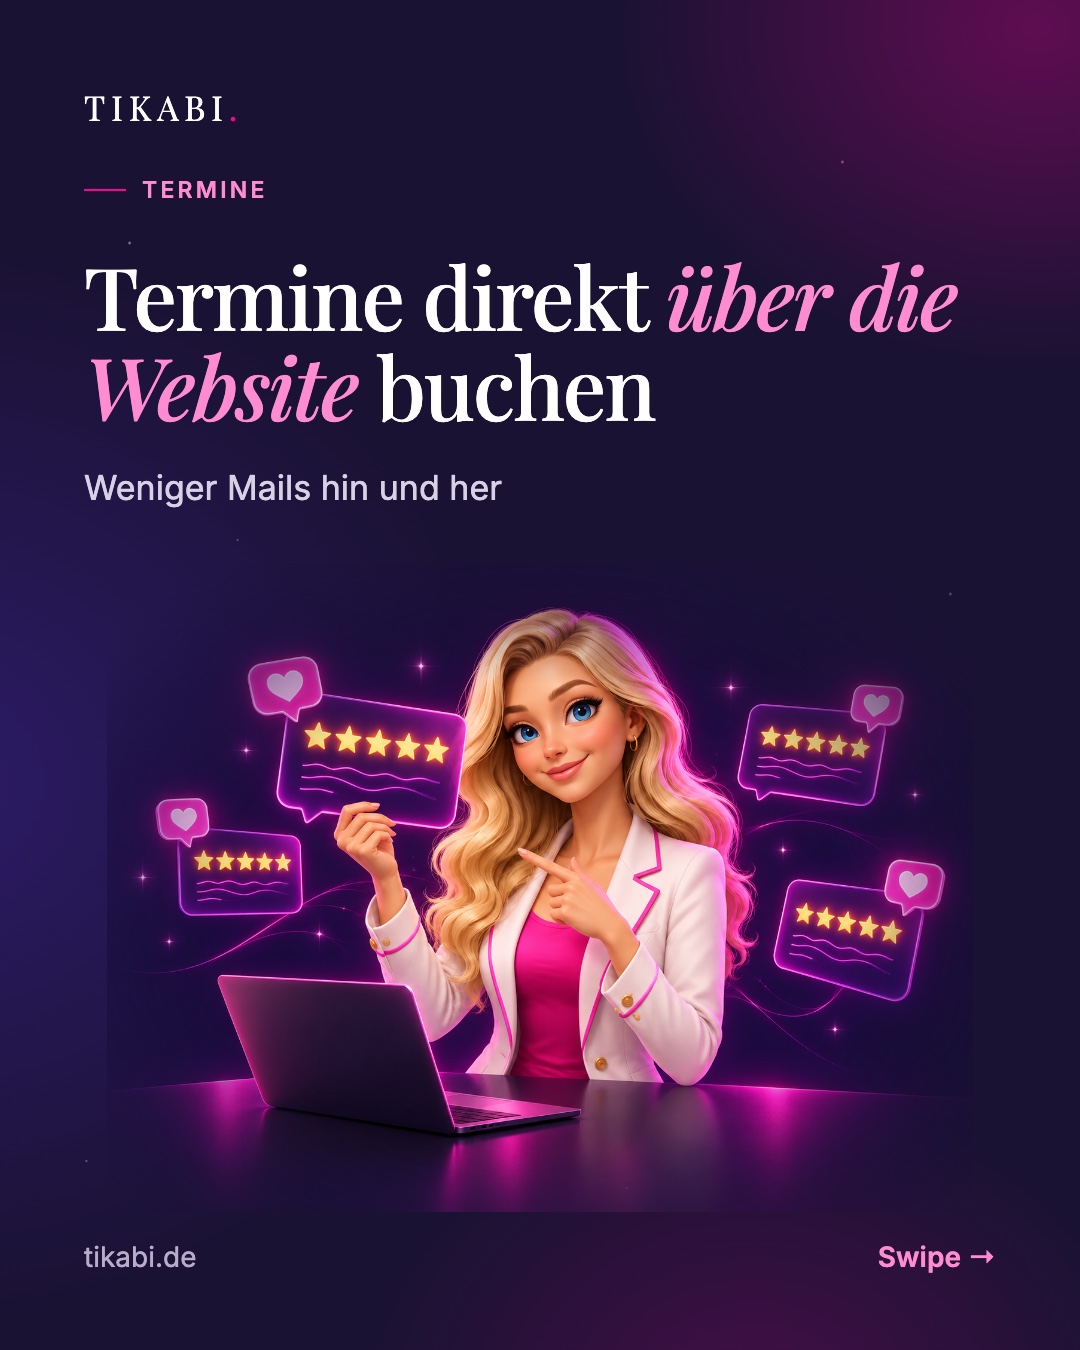 TIKABI.
TERMINE
Termine direkt über die
Website buchen
Weniger Mails hin und her
tikabi.de
Swipe →